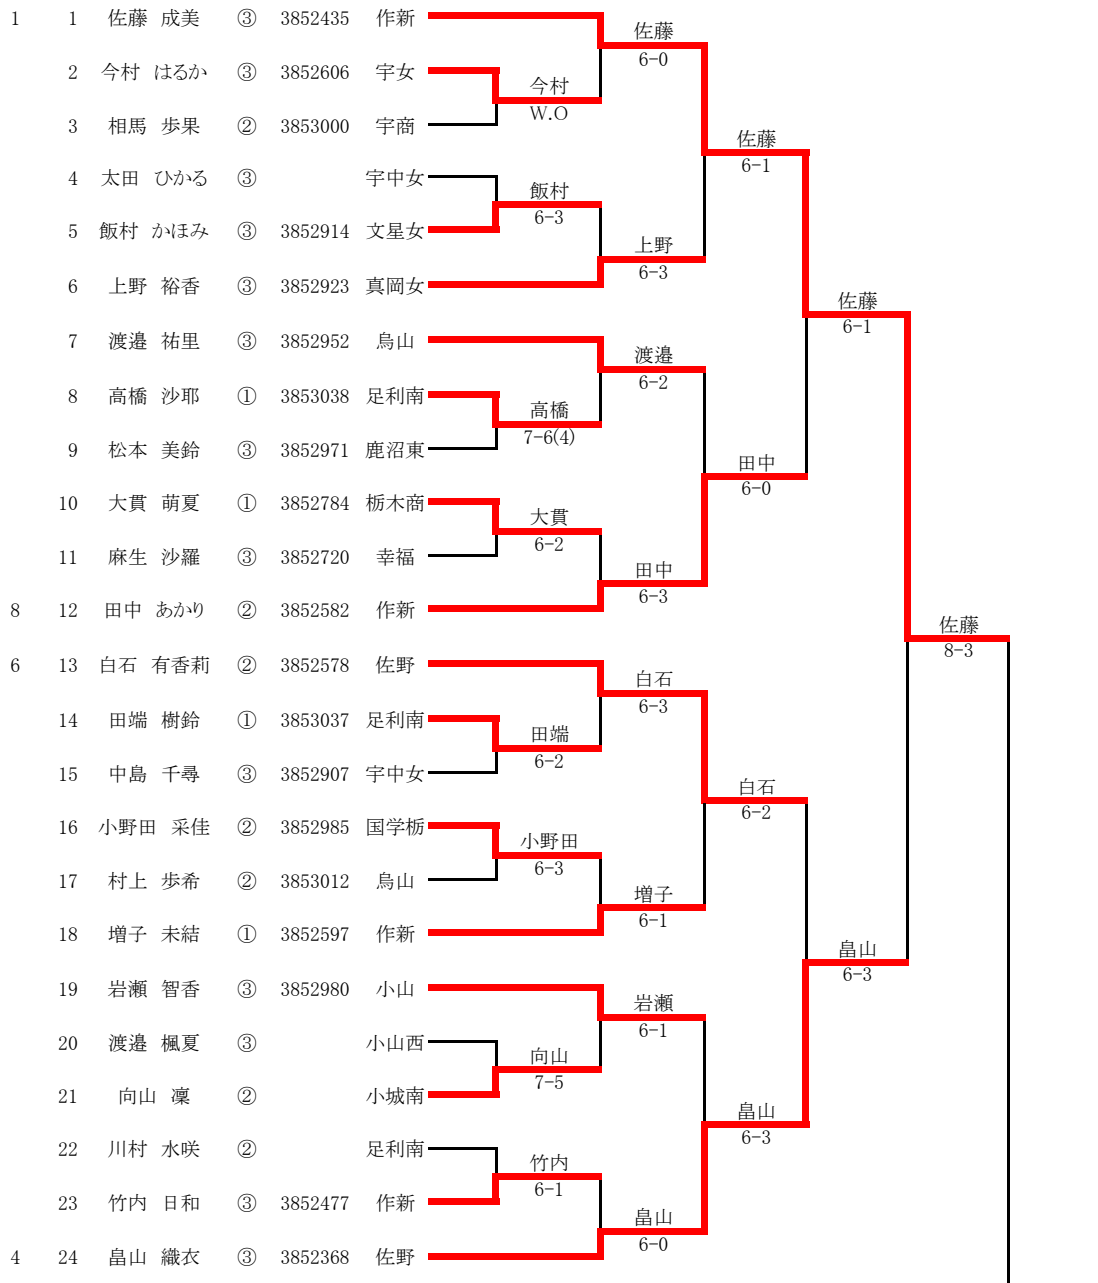 1 1 佐藤 成美 ③ 3852435 作新
佐藤
6-0
2 今村 はるか ③ 3852606 宇女
今村
W.O
3 相馬 歩果 ② 3853000 宇商
佐藤
6-1
4 太田 ひかる ③ 宇中女
飯村
6-3
5 飯村 かほみ ③ 3852914 文星女
上野
6-3
6 上野 裕香 ③ 3852923 真岡女
佐藤
6-1
7 渡邉 祐里 ③ 3852952 烏山
渡邉
6-2
8 高橋 沙耶 ① 3853038 足利南
高橋
7-6(4)
9 松本 美鈴 ③ 3852971 鹿沼東
田中
6-0
10 大貫 萌夏 ① 3852784 栃木商
大貫
6-2
11 麻生 沙羅 ③ 3852720 幸福
田中
6-3
8 12 田中 あかり ② 3852582 作新
佐藤
8-3
6 13 白石 有香莉 ② 3852578 佐野
白石
6-3
14 田端 樹鈴 ① 3853037 足利南
田端
6-2
15 中島 千尋 ③ 3852907 宇中女
白石
6-2
16 小野田 采佳 ② 3852985 国学栃
小野田
6-3
17 村上 歩希 ② 3853012 烏山
増子
6-1
18 増子 未結 ① 3852597 作新
畠山
6-3
19 岩瀬 智香 ③ 3852980 小山
岩瀬
6-1
20 渡邉 楓夏 ③ 小山西
向山
7-5
21 向山 凜 ② 小城南
畠山
6-3
22 川村 水咲 ② 足利南
竹内
6-1
23 竹内 日和 ③ 3852477 作新
畠山
6-0
4 24 畠山 織衣 ③ 3852368 佐野